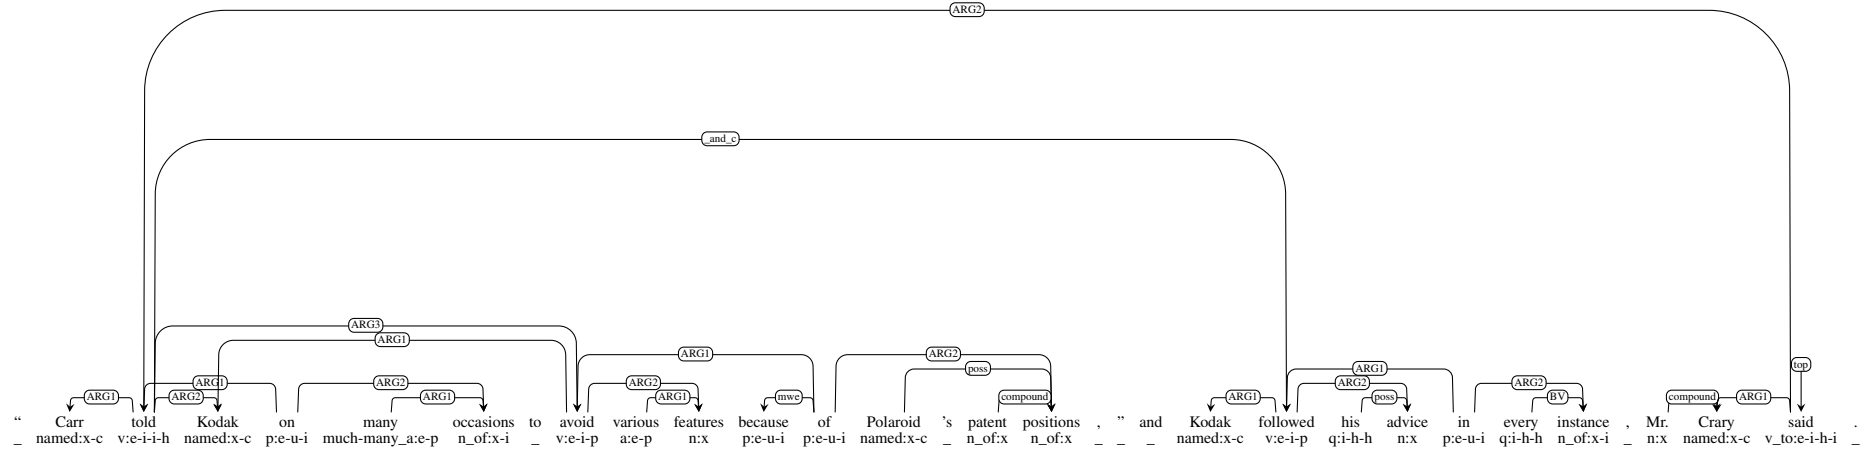 ARG2
_and_c
ARG3
ARG1
ARG1 ARG2 top
poss ARG1
ARG1 ARG2 ARG2 ARG2 ARG2
ARG1 ARG2 ARG1 ARG1 mwe compound ARG1 poss BV compound ARG1
“ Carr told Kodak on many occasions to avoid various features because of Polaroid 's patent positions , ” and Kodak followed his advice in every instance , Mr. Crary said .
_ named:x-c v:e-i-i-h named:x-c p:e-u-i much-many_a:e-p n_of:x-i _ v:e-i-p a:e-p n:x p:e-u-i p:e-u-i named:x-c _ n_of:x n_of:x _ _ _ named:x-c v:e-i-p q:i-h-h n:x p:e-u-i q:i-h-h n_of:x-i _ n:x named:x-c v_to:e-i-h-i _